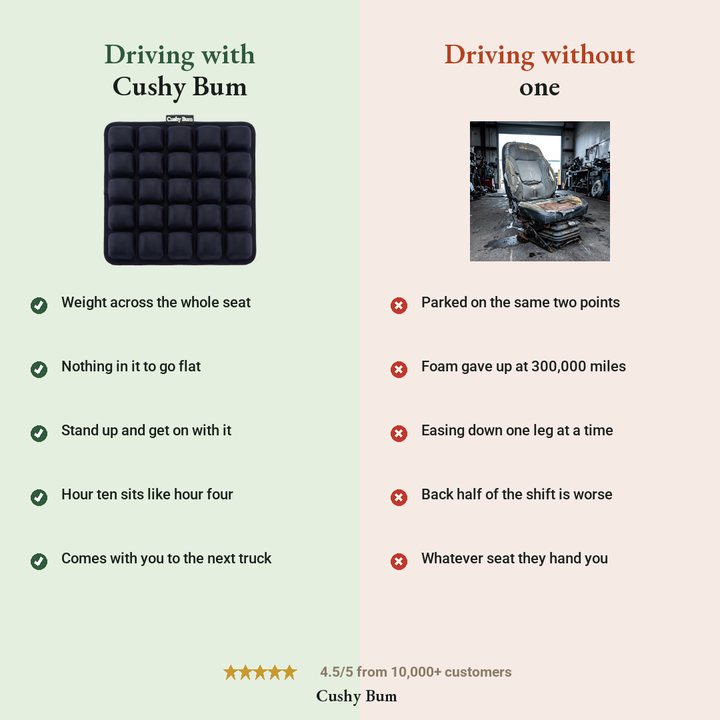 Driving with
Cushy Bum
Cushy Bum
Weight across the whole seat
Nothing in it to go flat
Stand up and get on with it
Hour ten sits like hour four
Comes with you to the next truck
Driving without
one
Parked on the same two points
Foam gave up at 300,000 miles
Easing down one leg at a time
Back half of the shift is worse
Whatever seat they hand you
4.5/5 from 10,000+ customers
Cushy Bum